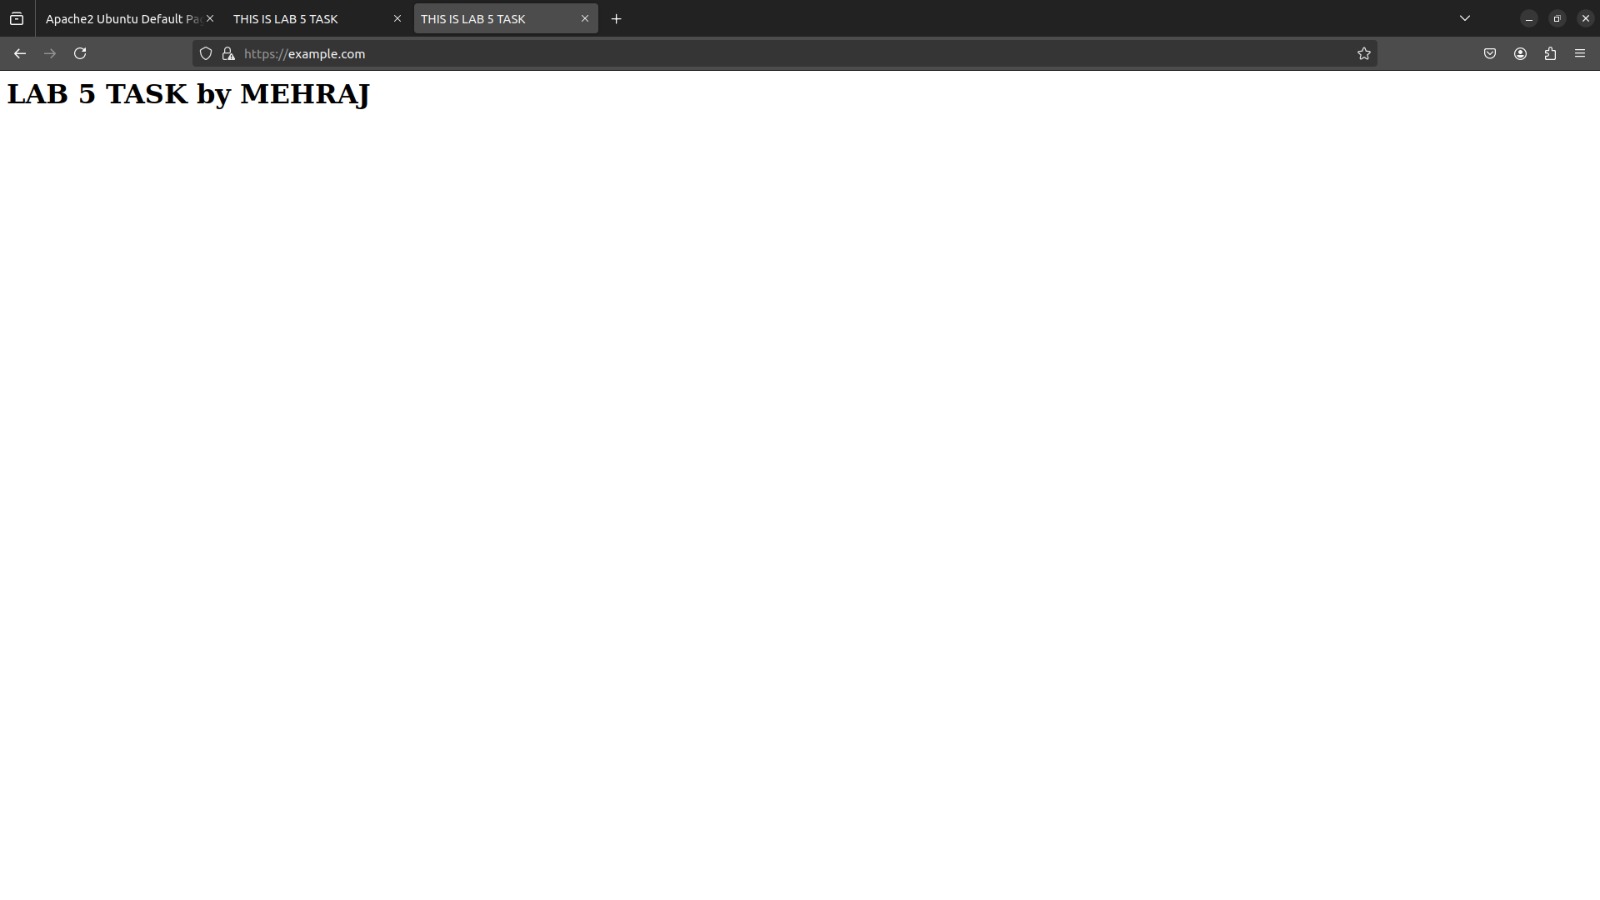 Apache2 Ubuntu Default Pa
THIS IS LAB 5 TASK
THIS IS LAB 5 TASK
https://example.com
LAB 5 TASK by MEHRAJ